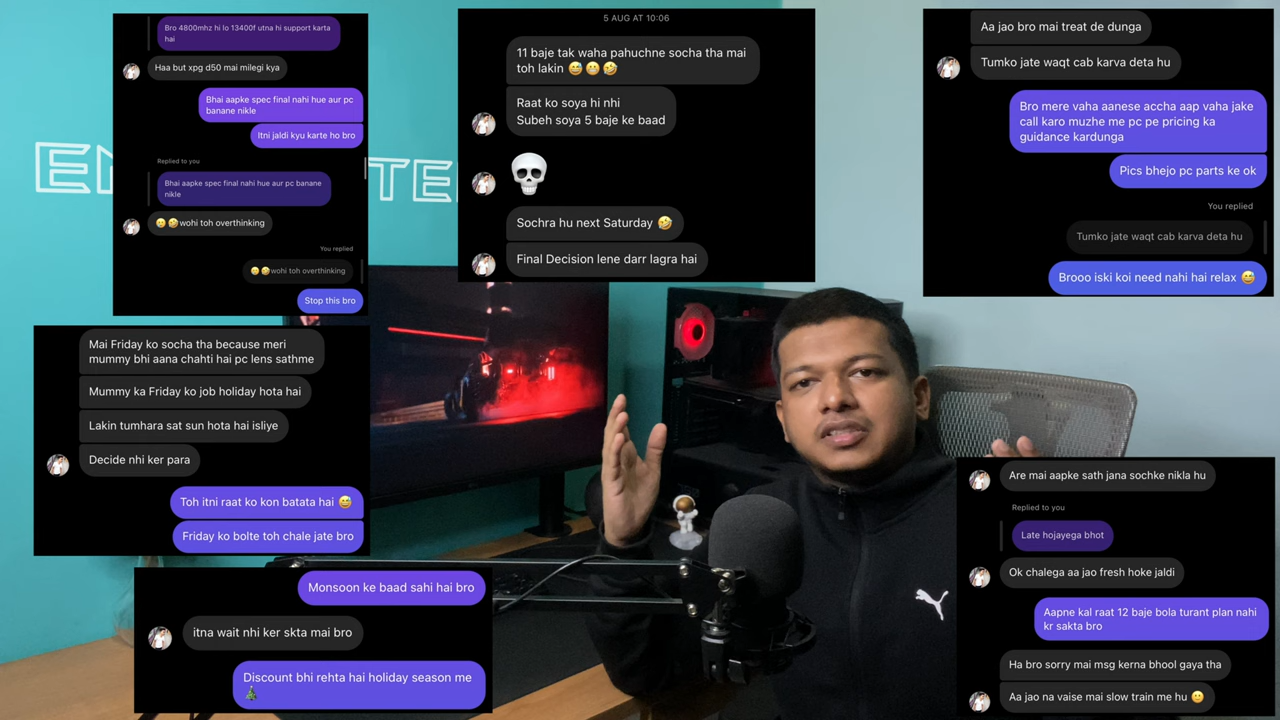 Bro 4800mhz hi lo 13400f utna hi support karta
hai
Haa but xpg d50 mai milegi kya
Bhai aapke spec final nahi hue aur pc
banane nikle
Itni jaldi kyu karte ho bro
Replied to you
Bhai aapke spec final nahi hue aur pc banane
nikle
🥲🤣wohi toh overthinking
You replied
🥲🤣wohi toh overthinking
Stop this bro
5 AUG AT 10:06
11 baje tak waha pahuchne socha tha mai
toh lakin 😅😬🤣
Raat ko soya hi nhi
Subeh soya 5 baje ke baad
💀
Sochra hu next Saturday 🤣
Final Decision lene darr lagra hai
Aa jao bro mai treat de dunga
Tumko jate waqt cab karva deta hu
Bro mere vaha aanese accha aap vaha jake
call karo muzhe me pc pe pricing ka
guidance kardunga
Pics bhejo pc parts ke ok
You replied
Tumko jate waqt cab karva deta hu
Brooo iski koi need nahi hai relax 😅
EN
TE
Mai Friday ko socha tha because meri
mummy bhi aana chahti hai pc lens sathme
Mummy ka Friday ko job holiday hota hai
Lakin tumhara sat sun hota hai isliye
Decide nhi ker para
Toh itni raat ko kon batata hai 😅
Friday ko bolte toh chale jate bro
Monsoon ke baad sahi hai bro
itna wait nhi ker skta mai bro
Discount bhi rehta hai holiday season me
🎄
Are mai aapke sath jana sochke nikla hu
Replied to you
Late hojayega bhot
Ok chalega aa jao fresh hoke jaldi
Aapne kal raat 12 baje bola turant plan nahi
kr sakta bro
Ha bro sorry mai msg kerna bhool gaya tha
Aa jao na vaise mai slow train me hu 🙂